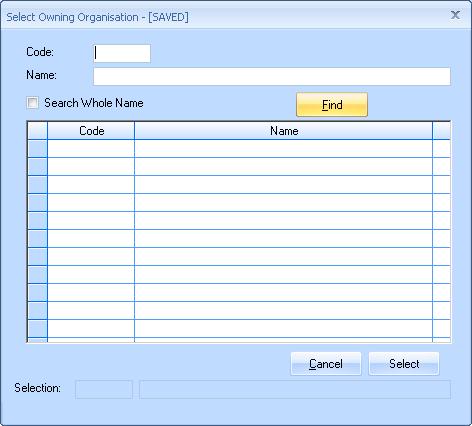 Select Owning Organisation - [SAVED]
Code:
Name:
Search Whole Name
Find
Code Name
Cancel Select
Selection: